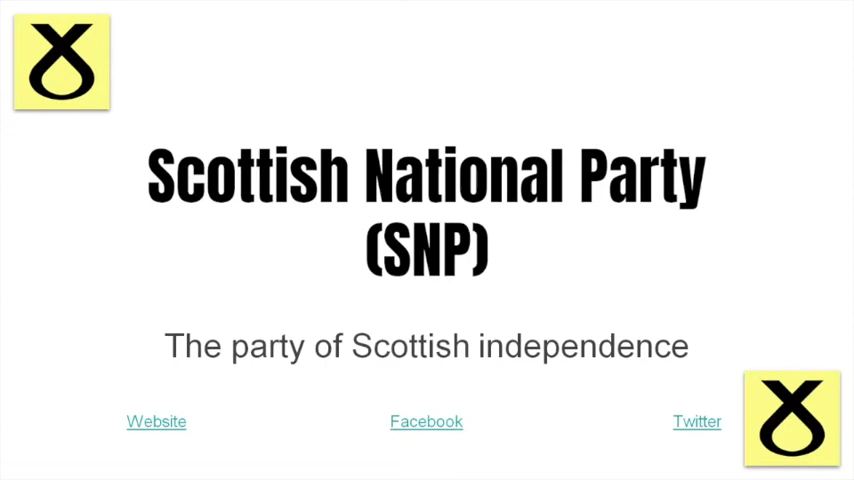 Scottish National Party
(SNP)
The party of Scottish independence
Website Facebook Twitter